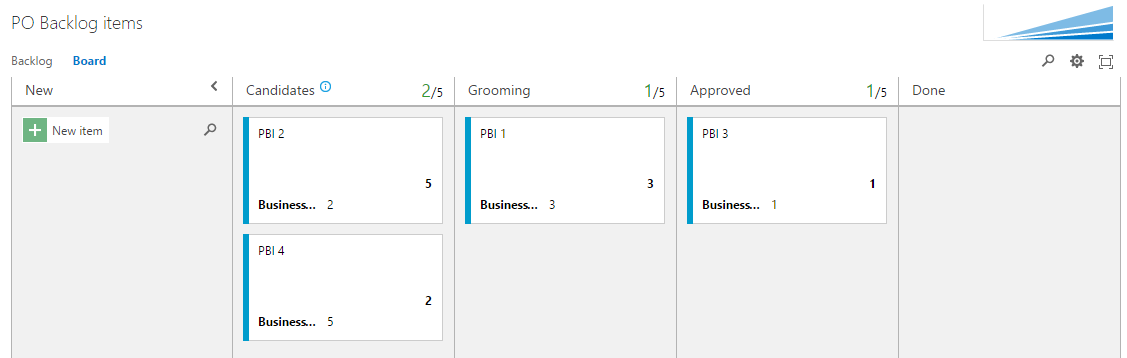 PO Backlog items
Backlog Board
New Candidates 2/5 Grooming 1/5 Approved 1/5 Done
New item
PBI 2
5
Business... 2
PBI 4
2
Business... 5
PBI 1
3
Business... 3
PBI 3
1
Business... 1